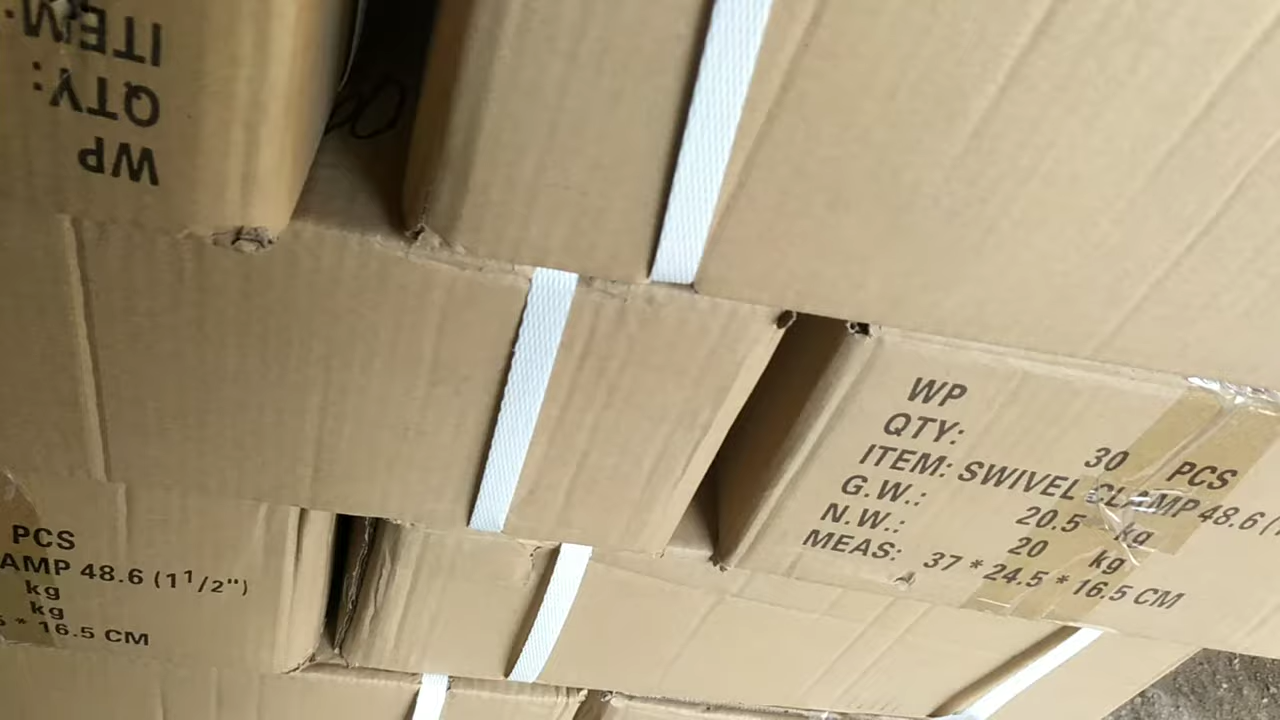 ITEM:
QTY:
WP
WP
QTY: 30 PCS
ITEM: SWIVEL CLAMP 48.6 (
G.W.: 20.5 kg
N.W.: 20 kg
MEAS: 37 * 24.5 * 16.5 CM
PCS
AMP 48.6 (1 1/2")
kg
kg
* 16.5 CM